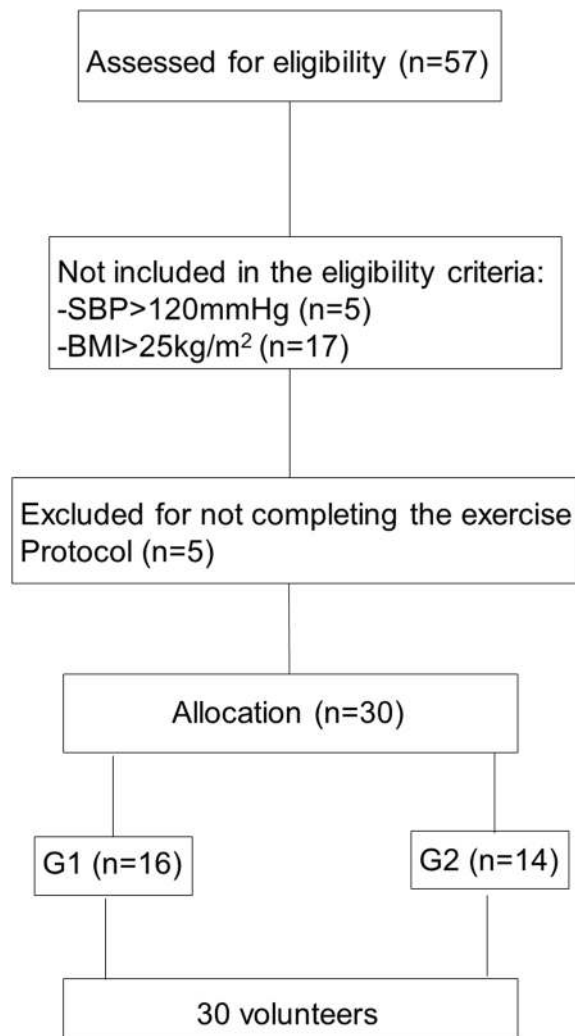 Assessed for eligibility (n=57)
Not included in the eligibility criteria:
-SBP>120mmHg (n=5)
-BMI>25kg/m² (n=17)
Excluded for not completing the exercise
Protocol (n=5)
Allocation (n=30)
G1 (n=16)
G2 (n=14)
30 volunteers